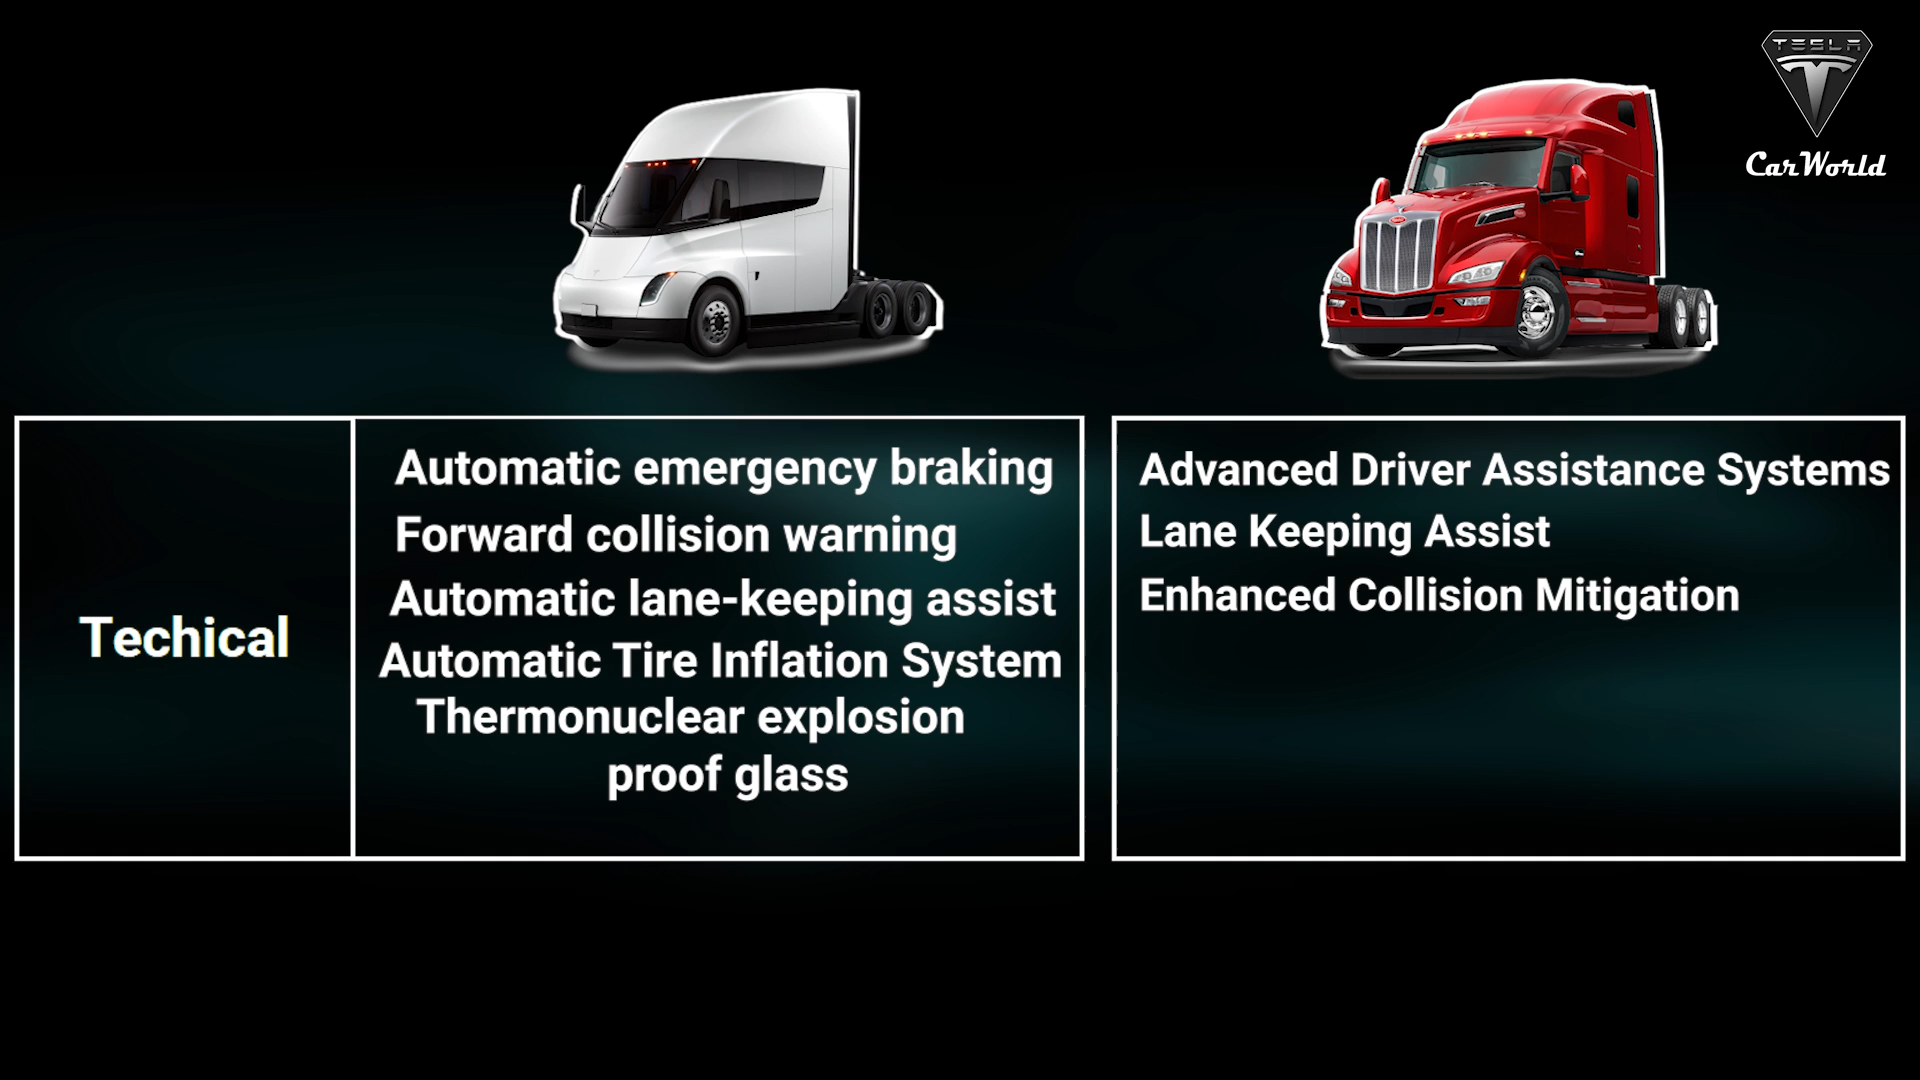 TESLA
CarWorld
Techical
Automatic emergency braking
Forward collision warning
Automatic lane-keeping assist
Automatic Tire Inflation System
Thermonuclear explosion
proof glass
Advanced Driver Assistance Systems
Lane Keeping Assist
Enhanced Collision Mitigation